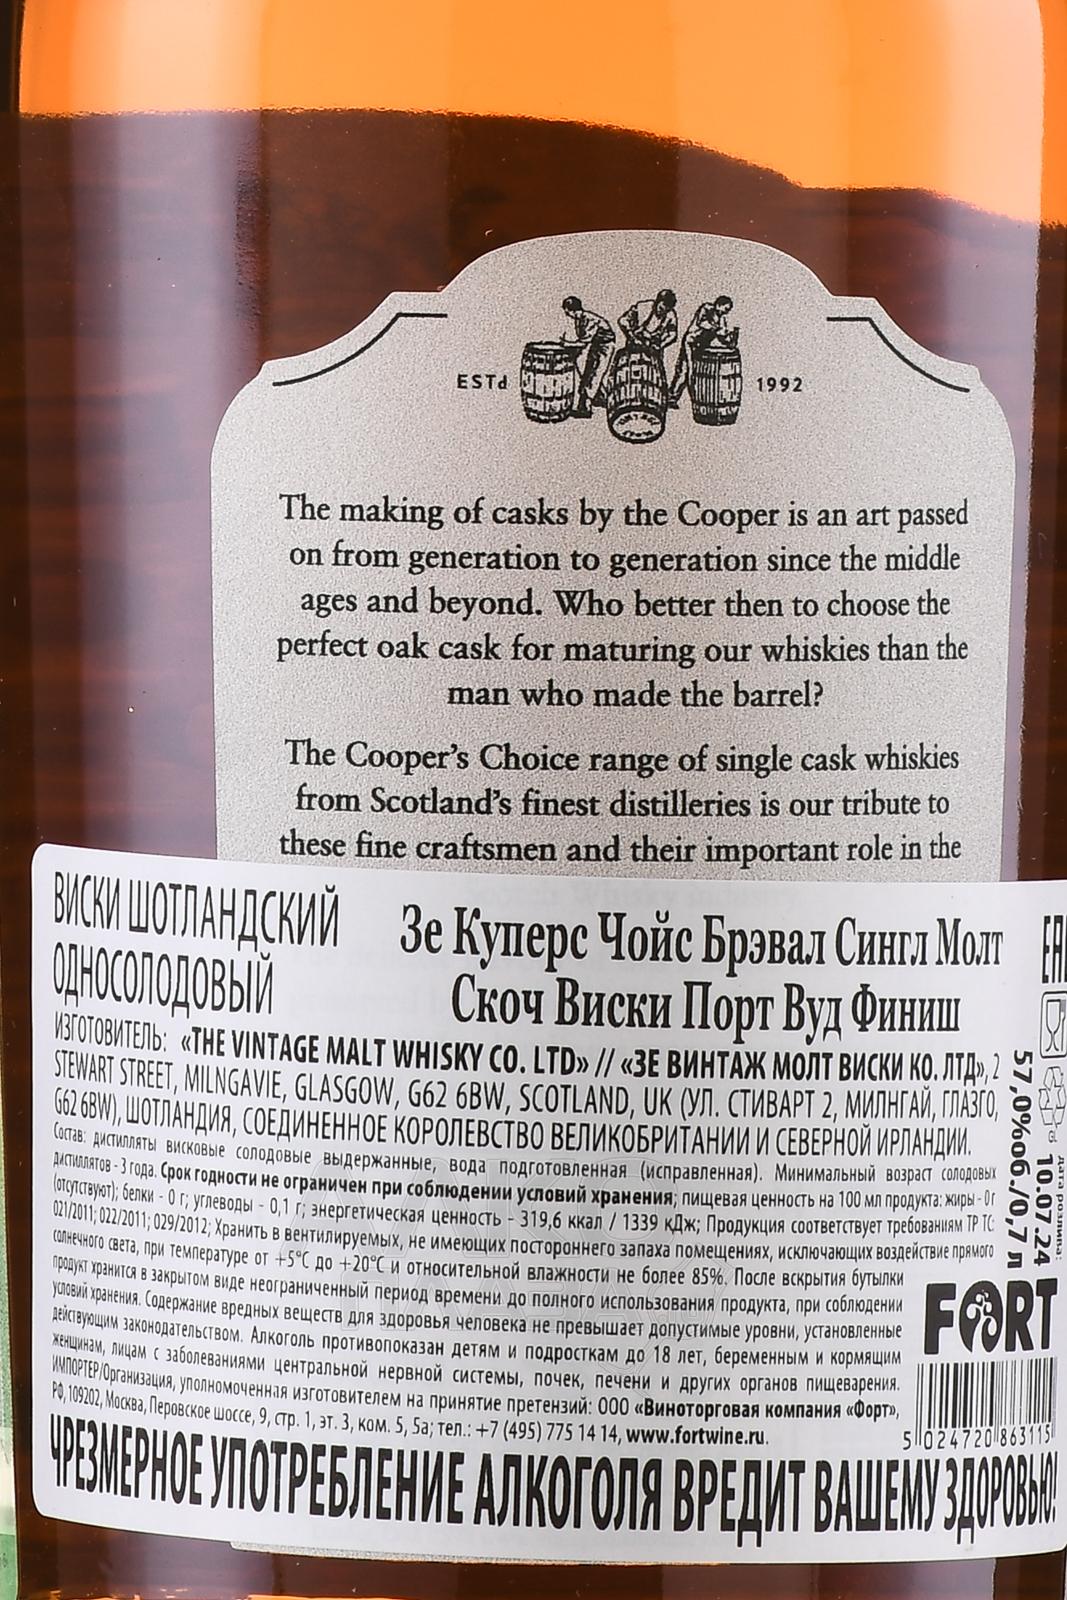 ESTd 1992
The making of casks by the Cooper is an art passed
on from generation to generation since the middle
ages and beyond. Who better then to choose the
perfect oak cask for maturing our whiskies than the
man who made the barrel?
The Cooper's Choice range of single cask whiskies
from Scotland's finest distilleries is our tribute to
these fine craftsmen and their important role in the
ВИСКИ ШОТЛАНДСКИЙ
ОДНОСОЛОДОВЫЙ
Зе Куперс Чойс Брэвал Сингл Молт
Скоч Виски Порт Вуд Финиш
ИЗГОТОВИТЕЛЬ: «THE VINTAGE MALT WHISKY CO. LTD» // «ЗЕ ВИНТАЖ МОЛТ ВИСКИ КО. ЛТД», 2
STEWART STREET, MILNGAVIE, GLASGOW, G62 6BW, SCOTLAND, UK (УЛ. СТИВАРТ 2, МИЛНГАЙ, ГЛАЗГО,
G62 6BW), ШОТЛАНДИЯ, СОЕДИНЕННОЕ КОРОЛЕВСТВО ВЕЛИКОБРИТАНИИ И СЕВЕРНОЙ ИРЛАНДИИ.
Состав: дистилляты висковые солодовые выдержанные, вода подготовленная (исправленная). Минимальный возраст солодовых
дистиллятов - 3 года. Срок годности не ограничен при соблюдении условий хранения; пищевая ценность на 100 мл продукта: жиры - 0 г
(отсутствуют); белки - 0 г; углеводы - 0,1 г; энергетическая ценность - 319,6 ккал / 1339 кДж; Продукция соответствует требованиям ТР ТС:
021/2011; 022/2011; 029/2012; Хранить в вентилируемых, не имеющих постороннего запаха помещениях, исключающих воздействие прямого
солнечного света, при температуре от +5°С до +20°С и относительной влажности не более 85%. После вскрытия бутылки
продукт хранится в закрытом виде неограниченный период времени до полного использования продукта, при соблюдении
условий хранения. Содержание вредных веществ для здоровья человека не превышает допустимые уровни, установленные
действующим законодательством. Алкоголь противопоказан детям и подросткам до 18 лет, беременным и кормящим
женщинам, лицам с заболеваниями центральной нервной системы, почек, печени и других органов пищеварения.
ИМПОРТЕР/Организация, уполномоченная изготовителем на принятие претензий: ООО «Виноторговая компания «Форт»,
РФ, 109202, Москва, Перовское шоссе, 9, стр. 1, эт. 3, ком. 5, 5а; тел.: +7 (495) 775 14 14, www.fortwine.ru.
ЧРЕЗМЕРНОЕ УПОТРЕБЛЕНИЕ АЛКОГОЛЯ ВРЕДИТ ВАШЕМУ ЗДОРОВЬЮ!
EAC
57,0%об./0,7 л
GL
дата розлива:
10.07.24
FORT
5 024720 863115